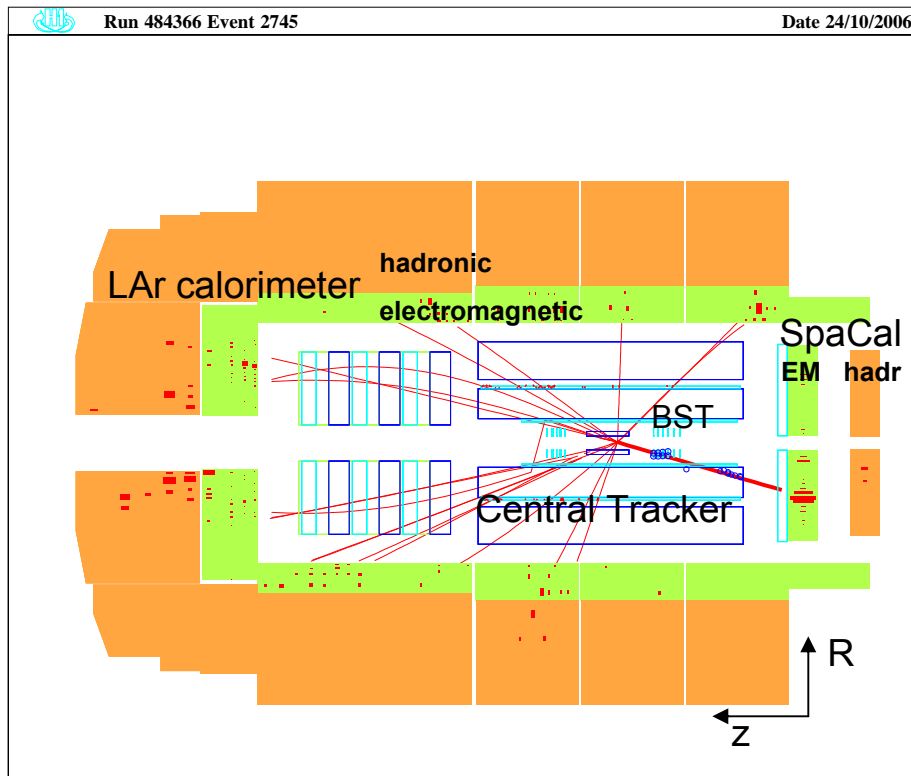 Run 484366 Event 2745 Date 24/10/2006
hadronic
LAr calorimeter
electromagnetic
SpaCal
EM hadr
BST
Central Tracker
R
z